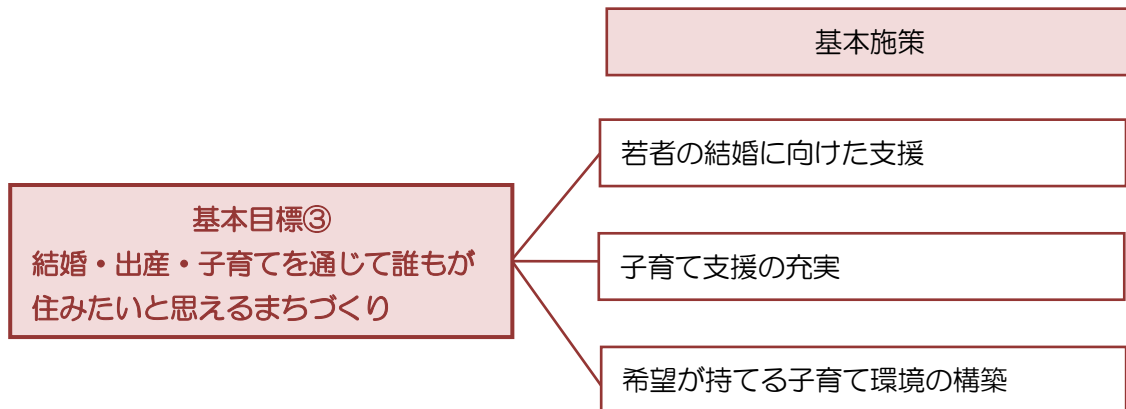 基本施策
若者の結婚に向けた支援
基本目標③
結婚・出産・子育てを通じて誰もが
住みたいと思えるまちづくり
子育て支援の充実
希望が持てる子育て環境の構築